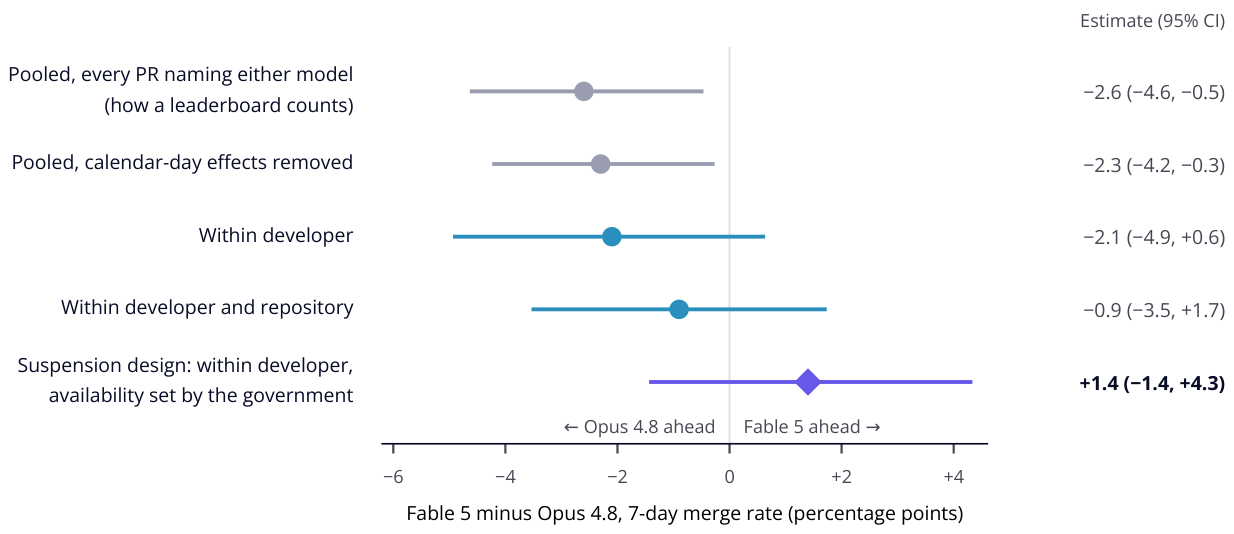 Estimate (95% CI)
Pooled, every PR naming either model
(how a leaderboard counts)
−2.6 (−4.6, −0.5)
Pooled, calendar-day effects removed
−2.3 (−4.2, −0.3)
Within developer
−2.1 (−4.9, +0.6)
Within developer and repository
−0.9 (−3.5, +1.7)
Suspension design: within developer,
availability set by the government
+1.4 (−1.4, +4.3)
← Opus 4.8 ahead
Fable 5 ahead →
−6 −4 −2 0 +2 +4
Fable 5 minus Opus 4.8, 7-day merge rate (percentage points)